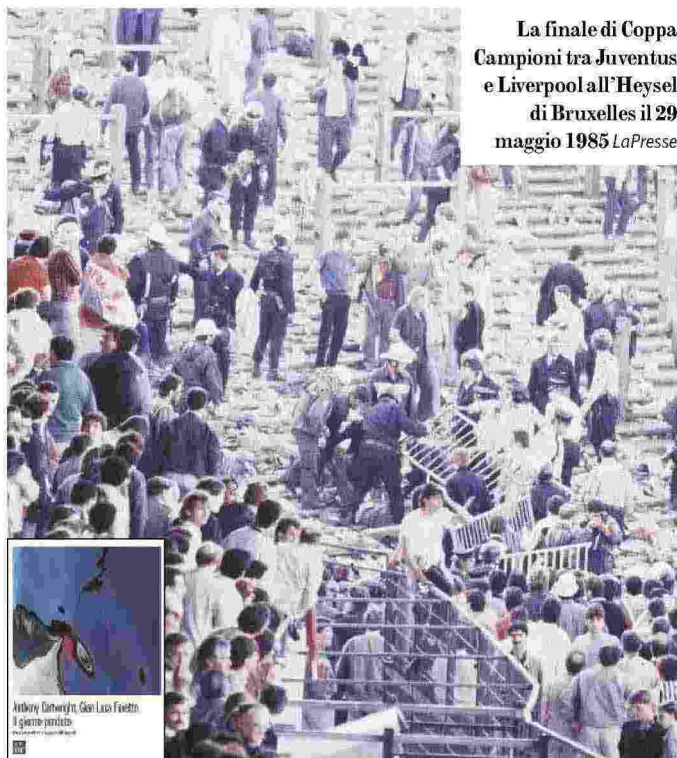 La finale di Coppa
Campioni tra Juventus
e Liverpool all'Heysel
di Bruxelles il 29
maggio 1985 LaPresse
Anthony Cartwright, Gian Luca Favetto
Il giorno perduto